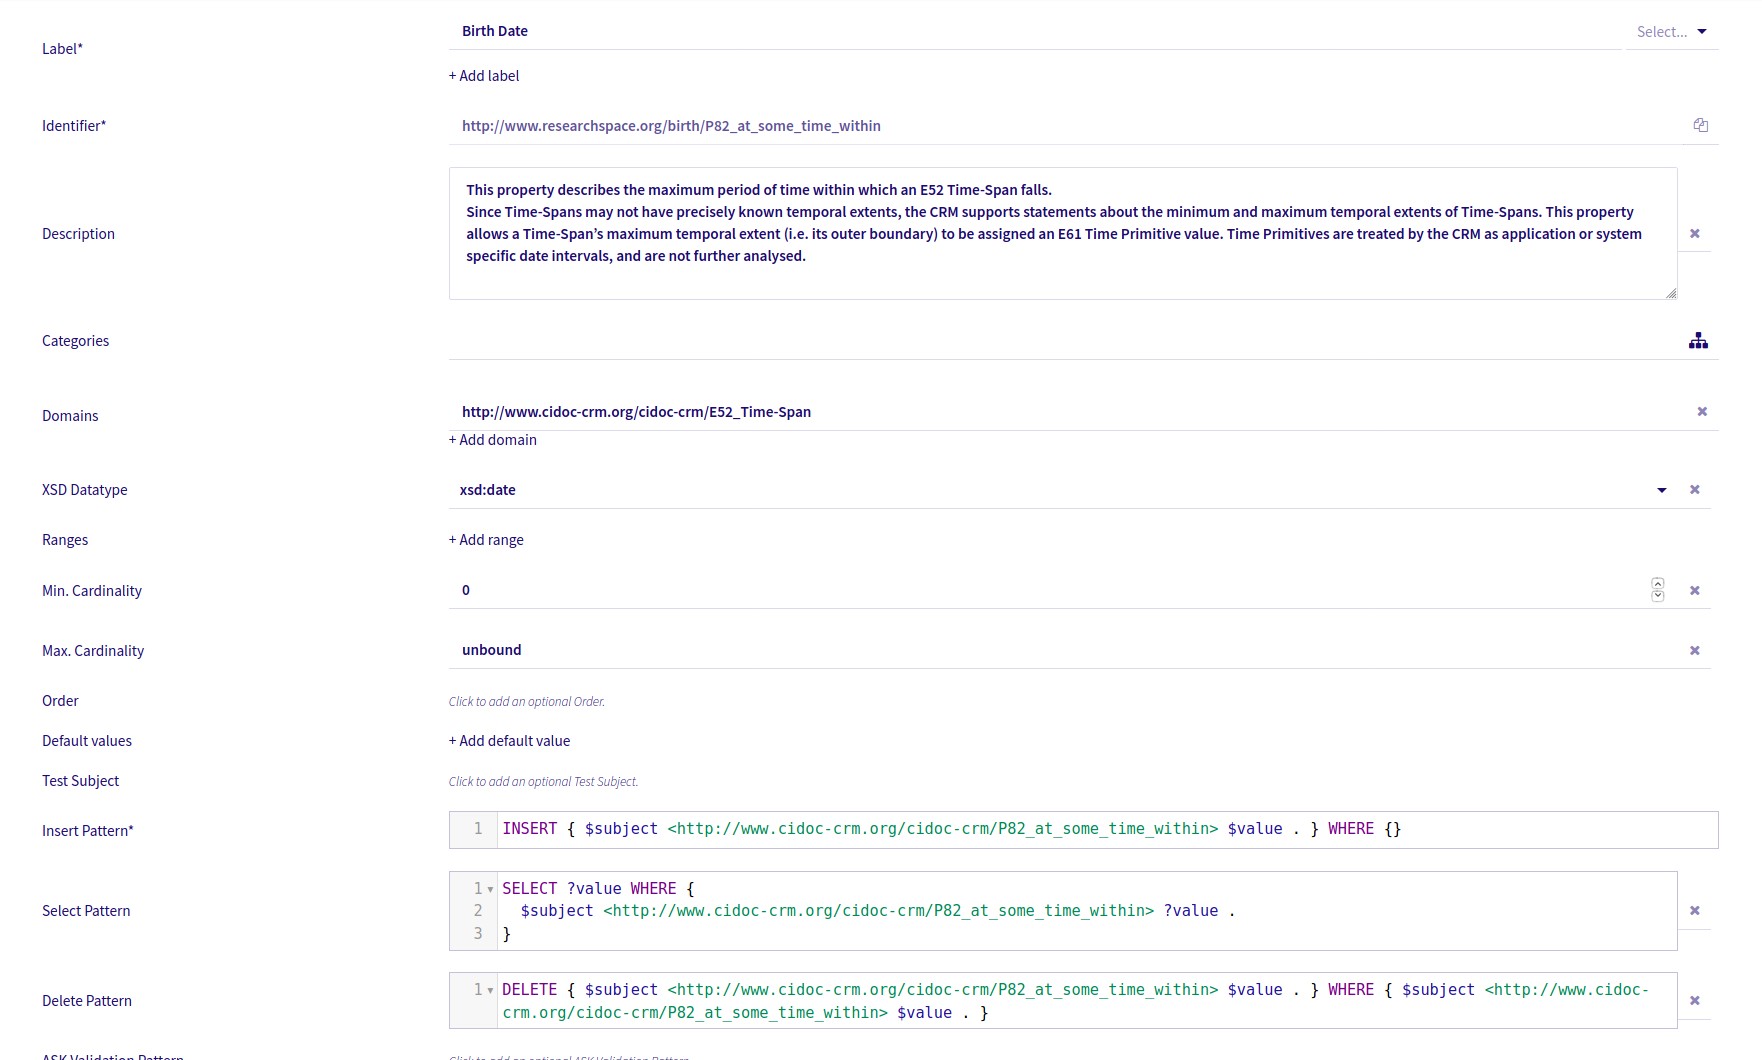 Label*
Birth Date
Select...
+ Add label
Identifier*
http://www.researchspace.org/birth/P82_at_some_time_within
Description
This property describes the maximum period of time within which an E52 Time-Span falls.
Since Time-Spans may not have precisely known temporal extents, the CRM supports statements about the minimum and maximum temporal extents of Time-Spans. This property
allows a Time-Span’s maximum temporal extent (i.e. its outer boundary) to be assigned an E61 Time Primitive value. Time Primitives are treated by the CRM as application or system
specific date intervals, and are not further analysed.
Categories
Domains
http://www.cidoc-crm.org/cidoc-crm/E52_Time-Span
+ Add domain
XSD Datatype
xsd:date
Ranges
+ Add range
Min. Cardinality
0
Max. Cardinality
unbound
Order
Click to add an optional Order.
Default values
+ Add default value
Test Subject
Click to add an optional Test Subject.
Insert Pattern*
1 INSERT { $subject <http://www.cidoc-crm.org/cidoc-crm/P82_at_some_time_within> $value . } WHERE {}
Select Pattern
1 SELECT ?value WHERE {
2 $subject <http://www.cidoc-crm.org/cidoc-crm/P82_at_some_time_within> ?value .
3 }
Delete Pattern
1 DELETE { $subject <http://www.cidoc-crm.org/cidoc-crm/P82_at_some_time_within> $value . } WHERE { $subject <http://www.cidoc-
crm.org/cidoc-crm/P82_at_some_time_within> $value . }
ASK Validation Pattern
Click to add an optional ASK Validation Pattern.